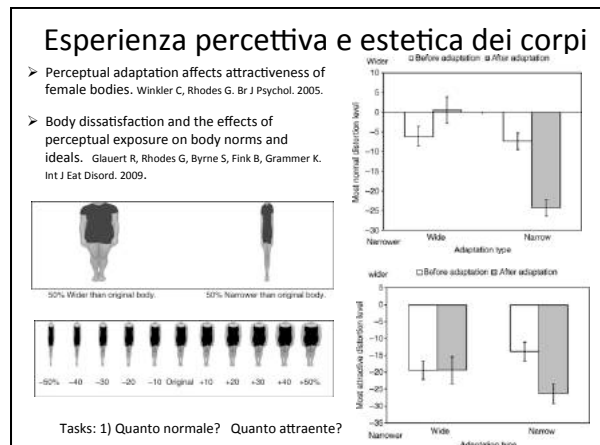 Esperienza percettiva e estetica dei corpi
➢ Perceptual adaptation affects attractiveness of
female bodies. Winkler C, Rhodes G. Br J Psychol. 2005.
➢ Body dissatisfaction and the effects of
perceptual exposure on body norms and
ideals. Glauert R, Rhodes G, Byrne S, Fink B, Grammer K.
Int J Eat Disord. 2009.
50% Wider than original body. 50% Narrower than original body.
−50% −40 −30 −20 −10 Original +10 +20 +30 +40 +50%
Tasks: 1) Quanto normale? Quanto attraente?
Wider
□ Before adaptation ■ After adaptation
Most normal distortion level
10
5
0
−5
−10
−15
−20
−25
−30
Narrower
Wide Narrow
Adaptation type
wider
□ Before adaptation ■ After adaptation
Most attractive distortion level
5
0
−5
−10
−15
−20
−25
−30
−35
Wide Narrow
Narrower
Adaptation type